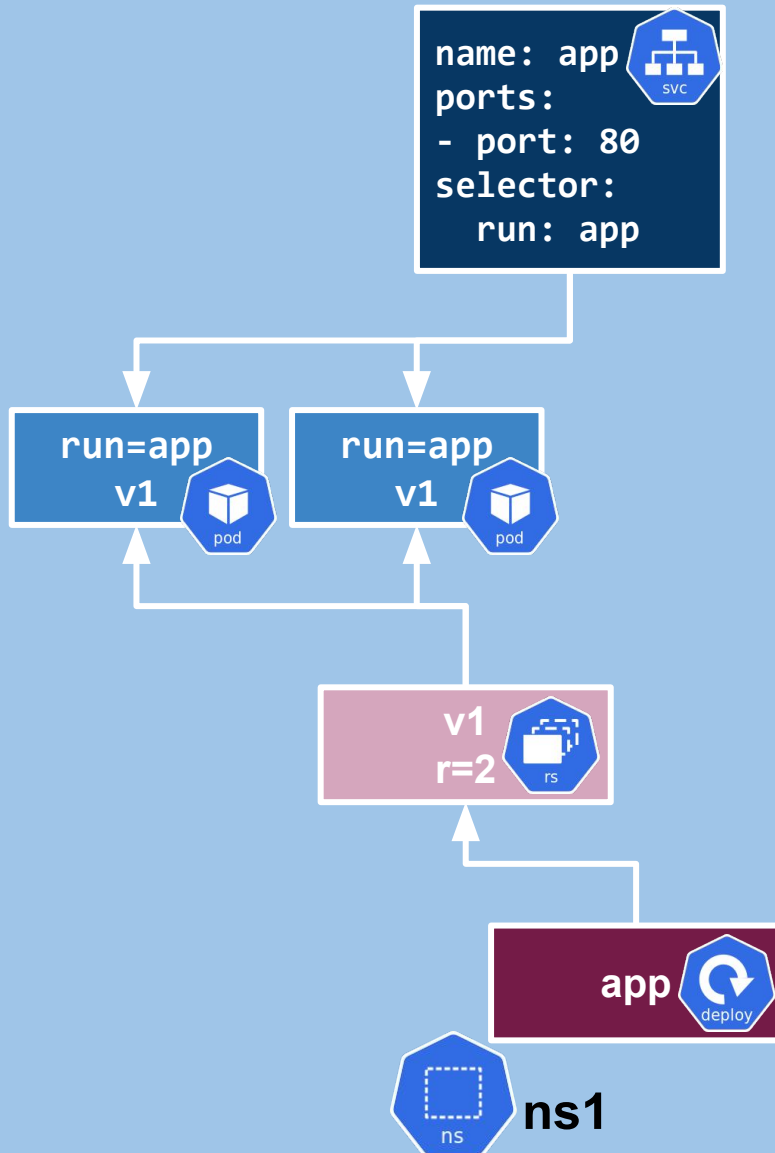 name: app
svc
ports:
- port: 80
selector:
  run: app
run=app
v1
pod
run=app
v1
pod
v1
r=2
rs
app
deploy
ns
ns1